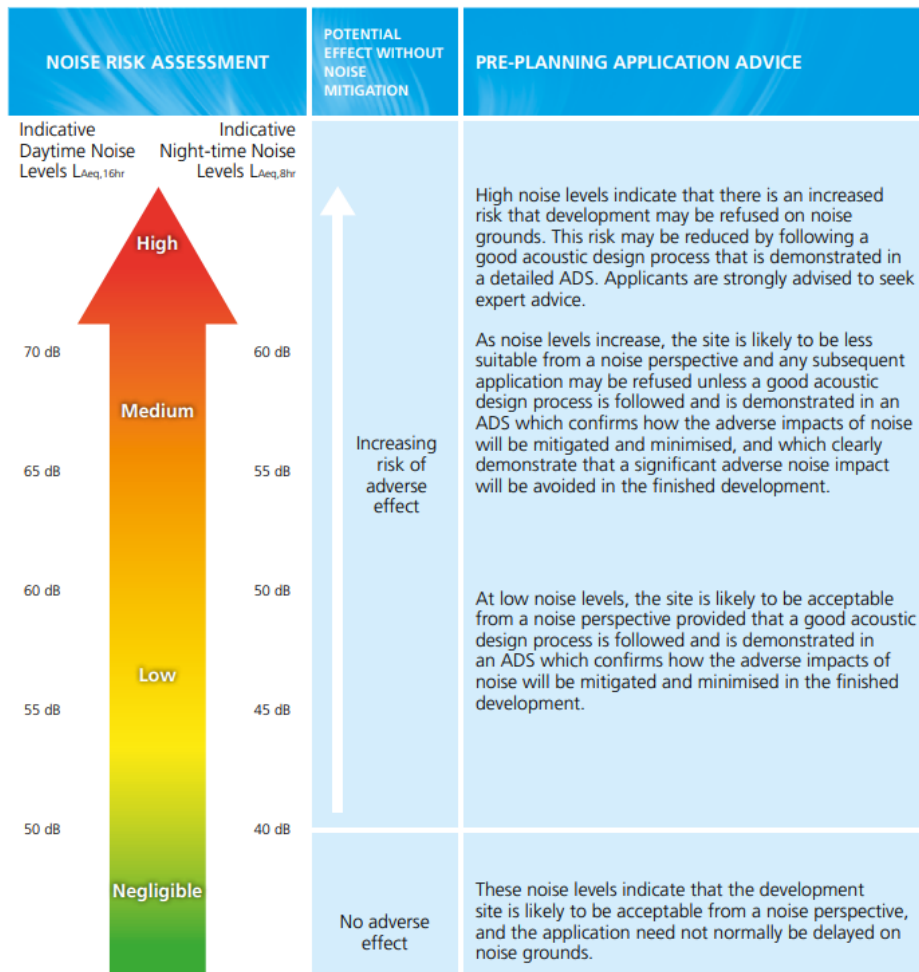 NOISE RISK ASSESSMENT
POTENTIAL
EFFECT WITHOUT
NOISE
MITIGATION
PRE-PLANNING APPLICATION ADVICE
Indicative
Daytime Noise
Levels LAeq,16hr
Indicative
Night-time Noise
Levels LAeq,8hr
High
70 dB
60 dB
Medium
65 dB
55 dB
60 dB
50 dB
Low
55 dB
45 dB
50 dB
40 dB
Negligible
Increasing
risk of
adverse
effect
No adverse
effect
High noise levels indicate that there is an increased
risk that development may be refused on noise
grounds. This risk may be reduced by following a
good acoustic design process that is demonstrated in
a detailed ADS. Applicants are strongly advised to seek
expert advice.
As noise levels increase, the site is likely to be less
suitable from a noise perspective and any subsequent
application may be refused unless a good acoustic
design process is followed and is demonstrated in an
ADS which confirms how the adverse impacts of noise
will be mitigated and minimised, and which clearly
demonstrate that a significant adverse noise impact
will be avoided in the finished development.
At low noise levels, the site is likely to be acceptable
from a noise perspective provided that a good acoustic
design process is followed and is demonstrated in
an ADS which confirms how the adverse impacts of
noise will be mitigated and minimised in the finished
development.
These noise levels indicate that the development
site is likely to be acceptable from a noise perspective,
and the application need not normally be delayed on
noise grounds.